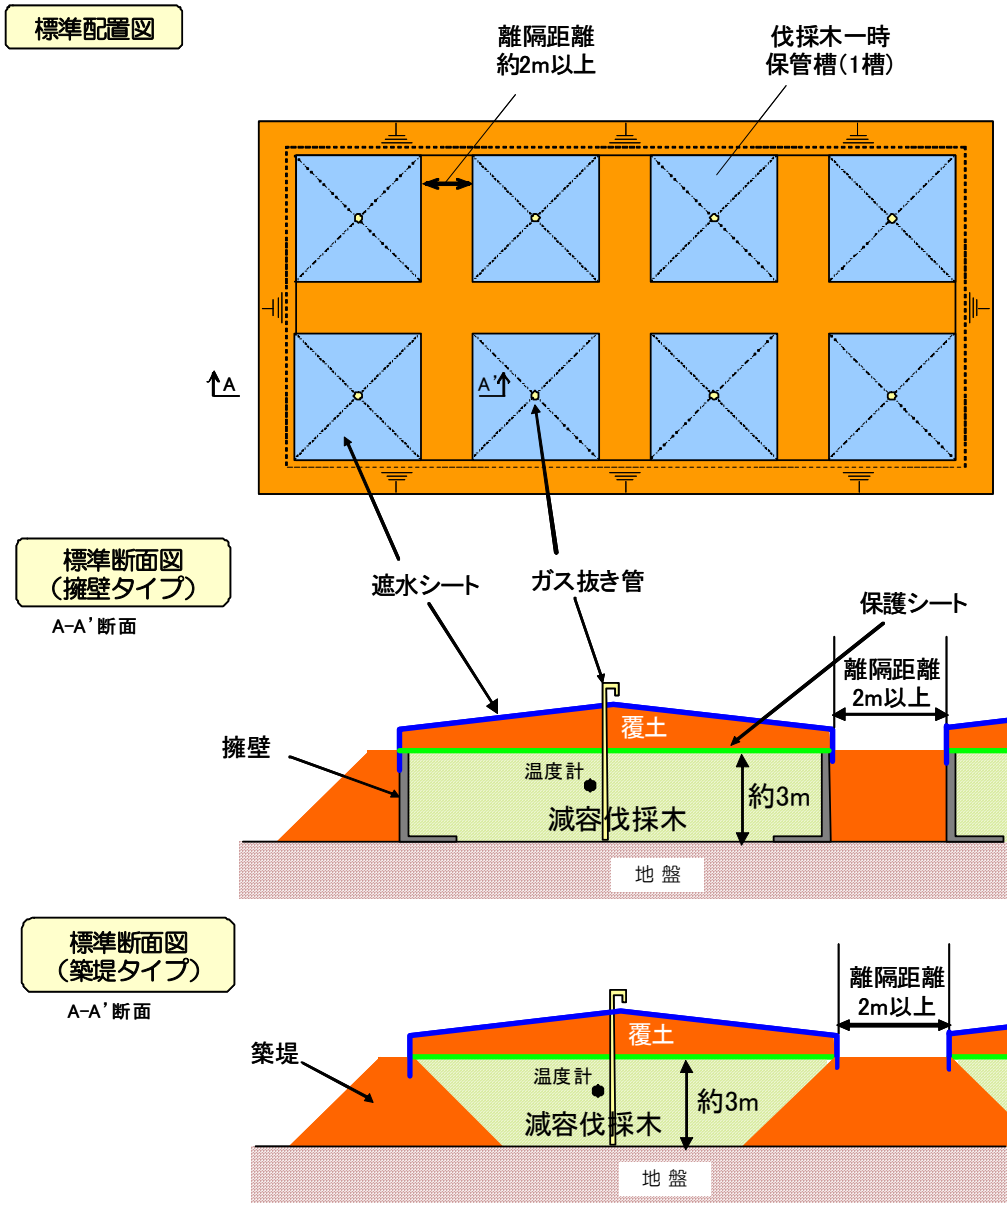 標準配置図
離隔距離
約2m以上
伐採木一時
保管槽(1槽)
A
A'
標準断面図
(擁壁タイプ)
A-A'断面
遮水シート
ガス抜き管
保護シート
離隔距離
2m以上
擁壁
覆土
温度計
約3m
減容伐採木
地盤
標準断面図
(築堤タイプ)
A-A'断面
離隔距離
2m以上
築堤
覆土
温度計
約3m
減容伐採木
地盤